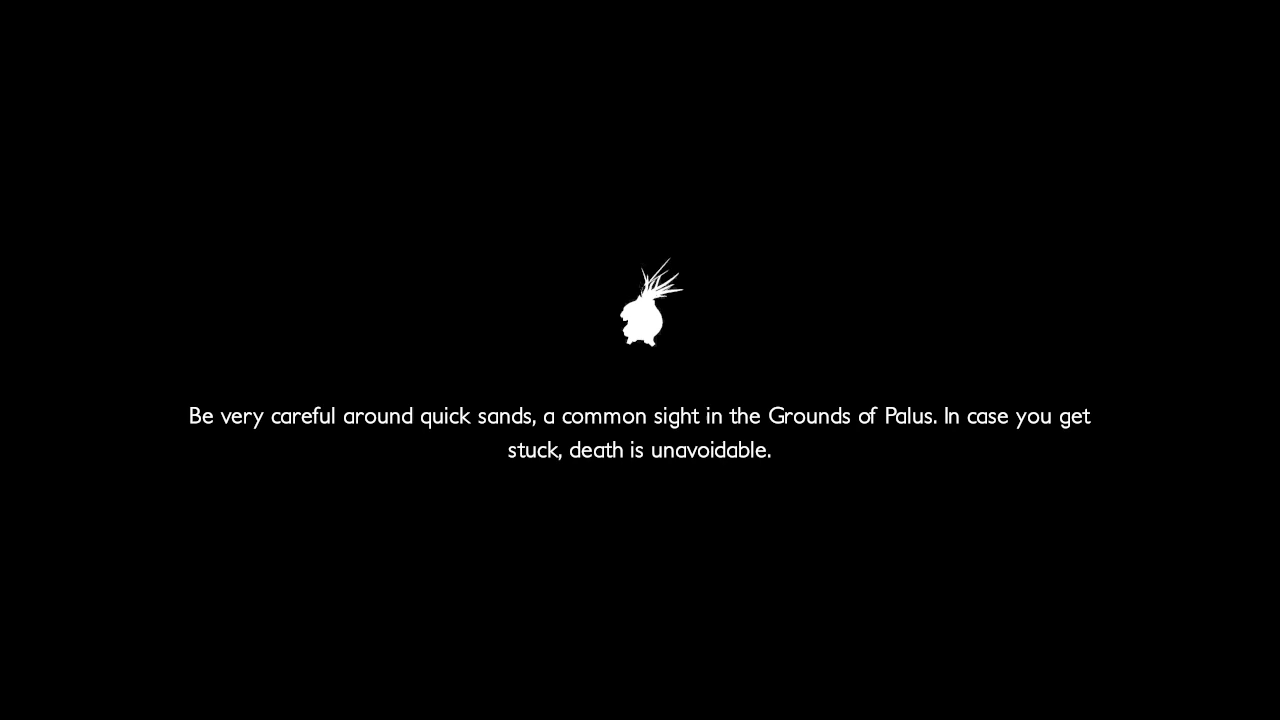 Be very careful around quick sands, a common sight in the Grounds of Palus. In case you get
stuck, death is unavoidable.